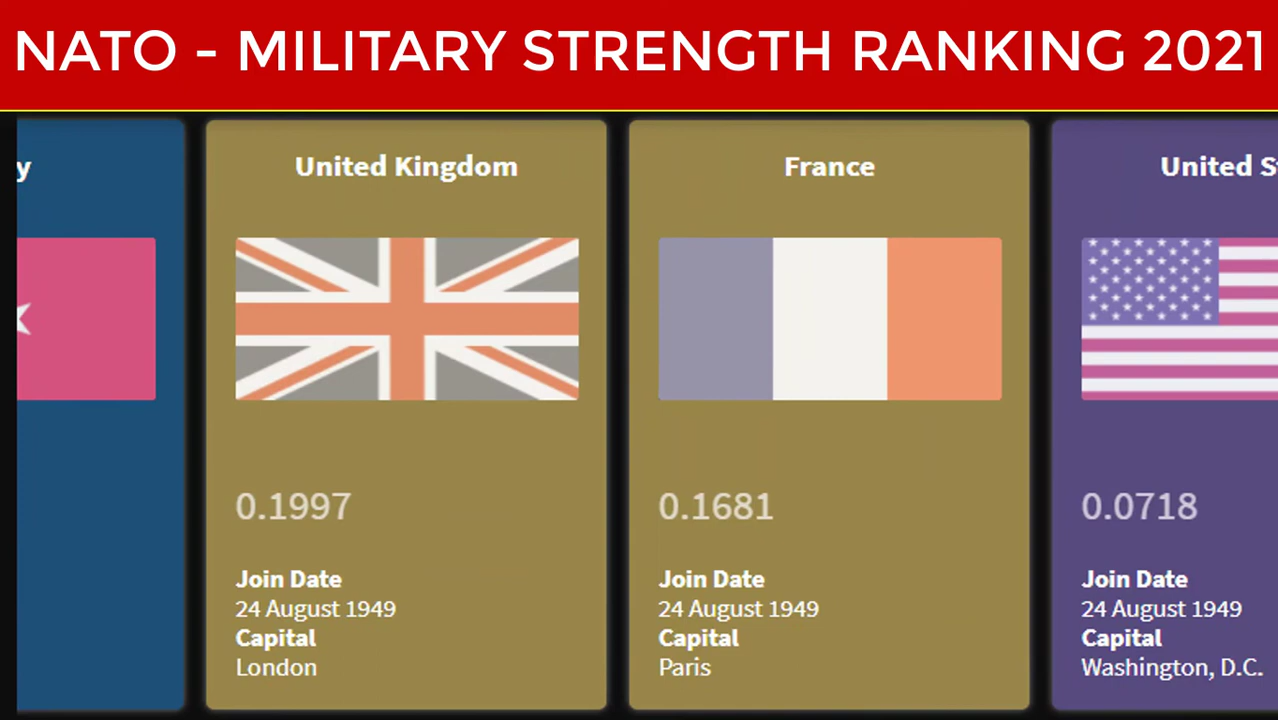 NATO - MILITARY STRENGTH RANKING 2021
y
United Kingdom
0.1997
Join Date
24 August 1949
Capital
London
France
0.1681
Join Date
24 August 1949
Capital
Paris
United S
0.0718
Join Date
24 August 1949
Capital
Washington, D.C.